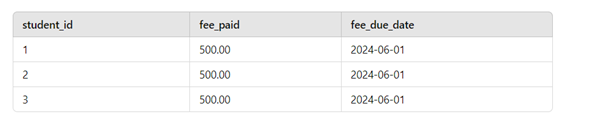 student_id fee_paid fee_due_date
1 500.00 2024-06-01
2 500.00 2024-06-01
3 500.00 2024-06-01